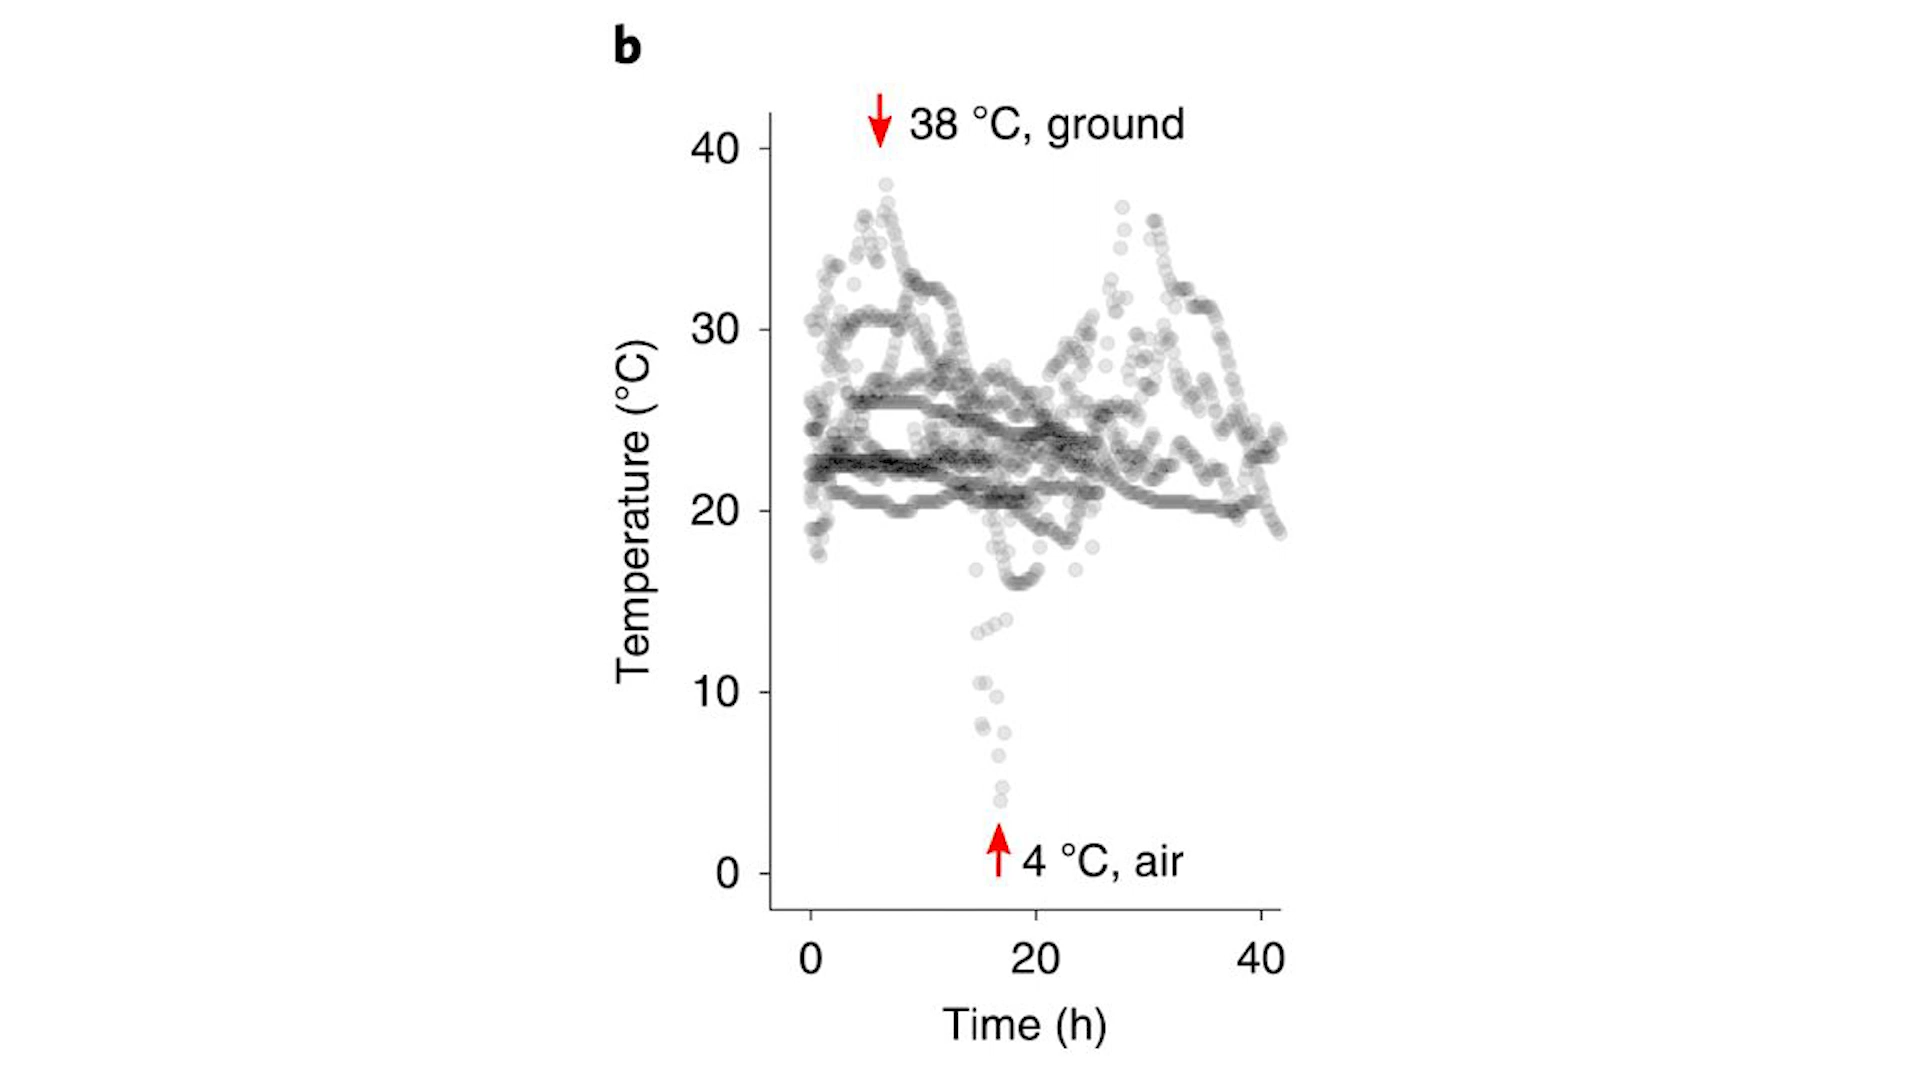 b
38 °C, ground
40
30
20
10
0
Temperature (°C)
4 °C, air
0 20 40
Time (h)